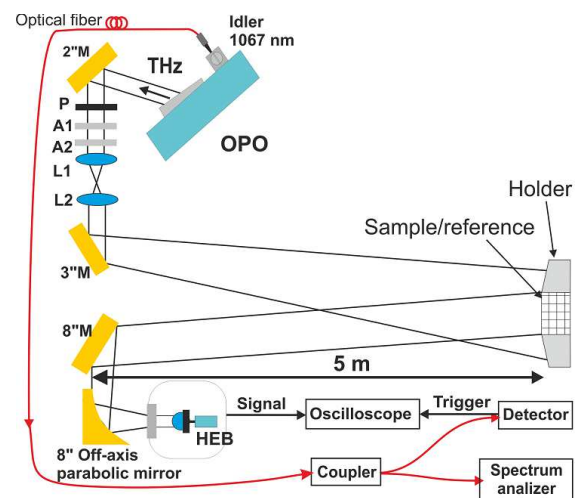 Optical fiber
Idler
1067 nm
2"M
THz
P
A1
A2
OPO
L1
L2
Holder
Sample/reference
3"M
8"M
5 m
Signal
Oscilloscope
Trigger
Detector
HEB
8" Off-axis
parabolic mirror
Coupler
Spectrum
analizer